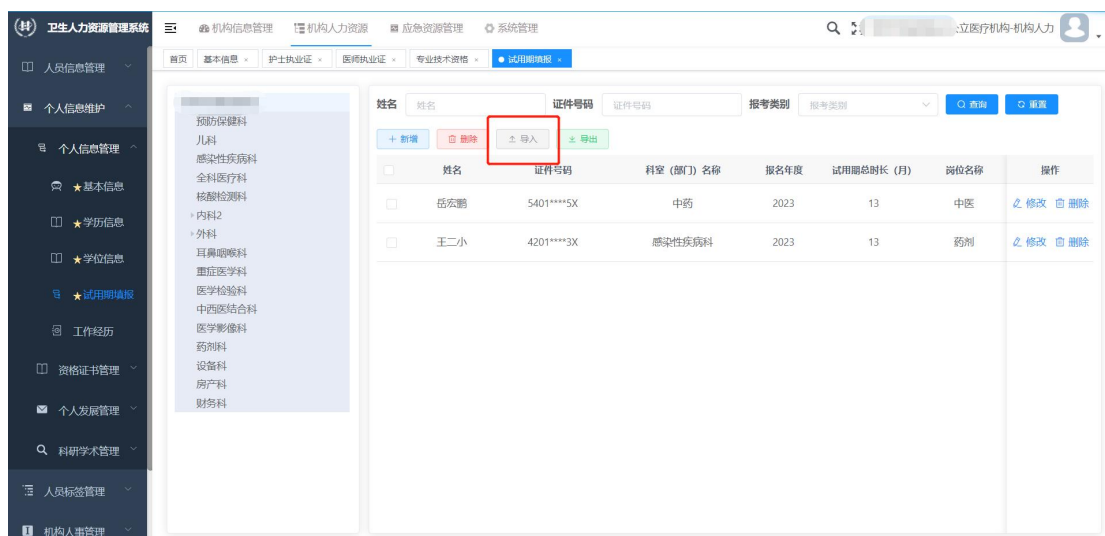 卫生人力资源管理系统
机构信息管理 机构人力资源 应急资源管理 系统管理
立医疗机构-机构人力
首页 基本信息 × 护士执业证 × 医师执业证 × 专业技术资格 × 试用期填报 ×
人员信息管理
个人信息维护
个人信息管理
★基本信息
★学历信息
★学位信息
★试用期填报
工作经历
资格证书管理
个人发展管理
科研学术管理
人员标签管理
机构人事管理
预防保健科
儿科
感染性疾病科
全科医疗科
核酸检测科
内科2
外科
耳鼻咽喉科
重症医学科
医学检验科
中西医结合科
医学影像科
药剂科
设备科
房产科
财务科
姓名 姓名 证件号码 证件号码 报考类别 报考类别 查询 重置
+ 新增 删除 导入 导出
姓名 证件号码 科室（部门）名称 报名年度 试用期总时长（月） 岗位名称 操作
岳宏鹏 5401****5X 中药 2023 13 中医 修改 删除
王二小 4201****3X 感染性疾病科 2023 13 药剂 修改 删除